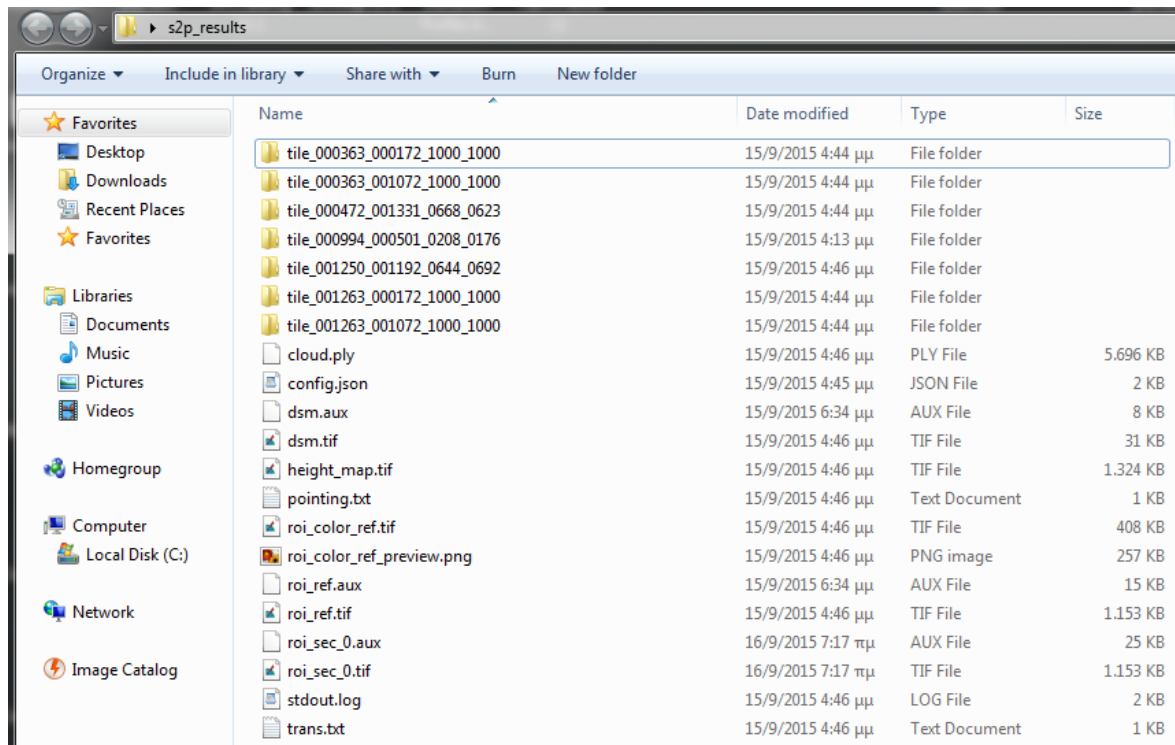 s2p_results
Organize Include in library Share with Burn New folder
Favorites
Desktop
Downloads
Recent Places
Favorites
Libraries
Documents
Music
Pictures
Videos
Homegroup
Computer
Local Disk (C:)
Network
Image Catalog
Name Date modified Type Size
tile_000363_000172_1000_1000 15/9/2015 4:44 μμ File folder
tile_000363_001072_1000_1000 15/9/2015 4:44 μμ File folder
tile_000472_001331_0668_0623 15/9/2015 4:44 μμ File folder
tile_000994_000501_0208_0176 15/9/2015 4:13 μμ File folder
tile_001250_001192_0644_0692 15/9/2015 4:46 μμ File folder
tile_001263_000172_1000_1000 15/9/2015 4:44 μμ File folder
tile_001263_001072_1000_1000 15/9/2015 4:44 μμ File folder
cloud.ply 15/9/2015 4:46 μμ PLY File 5.696 KB
config.json 15/9/2015 4:45 μμ JSON File 2 KB
dsm.aux 15/9/2015 6:34 μμ AUX File 8 KB
dsm.tif 15/9/2015 4:46 μμ TIF File 31 KB
height_map.tif 15/9/2015 4:46 μμ TIF File 1.324 KB
pointing.txt 15/9/2015 4:46 μμ Text Document 1 KB
roi_color_ref.tif 15/9/2015 4:46 μμ TIF File 408 KB
roi_color_ref_preview.png 15/9/2015 4:46 μμ PNG image 257 KB
roi_ref.aux 15/9/2015 6:34 μμ AUX File 15 KB
roi_ref.tif 15/9/2015 4:46 μμ TIF File 1.153 KB
roi_sec_0.aux 16/9/2015 7:17 πμ AUX File 25 KB
roi_sec_0.tif 16/9/2015 7:17 πμ TIF File 1.153 KB
stdout.log 15/9/2015 4:46 μμ LOG File 2 KB
trans.txt 15/9/2015 4:46 μμ Text Document 1 KB